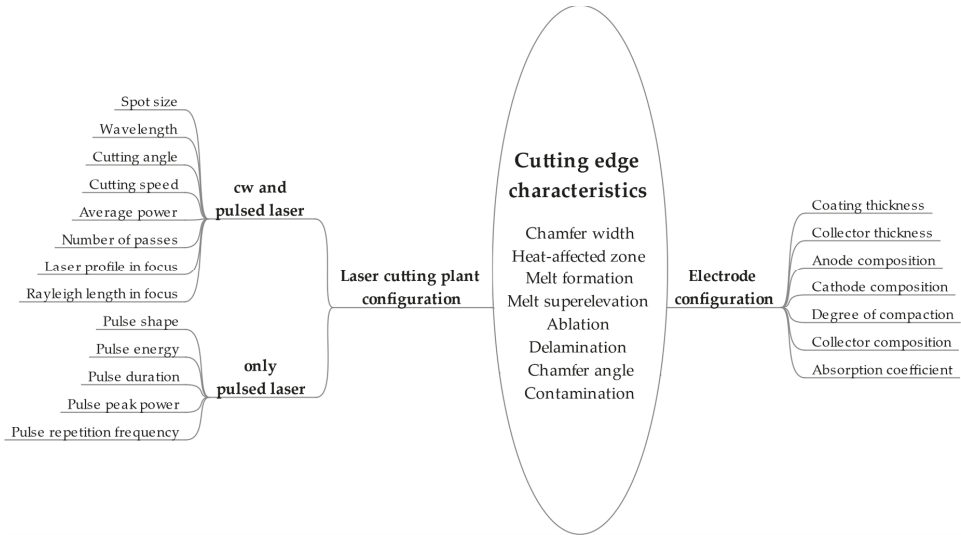 Spot size
Wavelength
Cutting angle
Cutting speed
Average power
Number of passes
Laser profile in focus
Rayleigh length in focus
cw and
pulsed laser
Pulse shape
Pulse energy
Pulse duration
Pulse peak power
Pulse repetition frequency
only
pulsed laser
Laser cutting plant
configuration
Cutting edge
characteristics
Chamfer width
Heat-affected zone
Melt formation
Melt superelevation
Ablation
Delamination
Chamfer angle
Contamination
Electrode
configuration
Coating thickness
Collector thickness
Anode composition
Cathode composition
Degree of compaction
Collector composition
Absorption coefficient